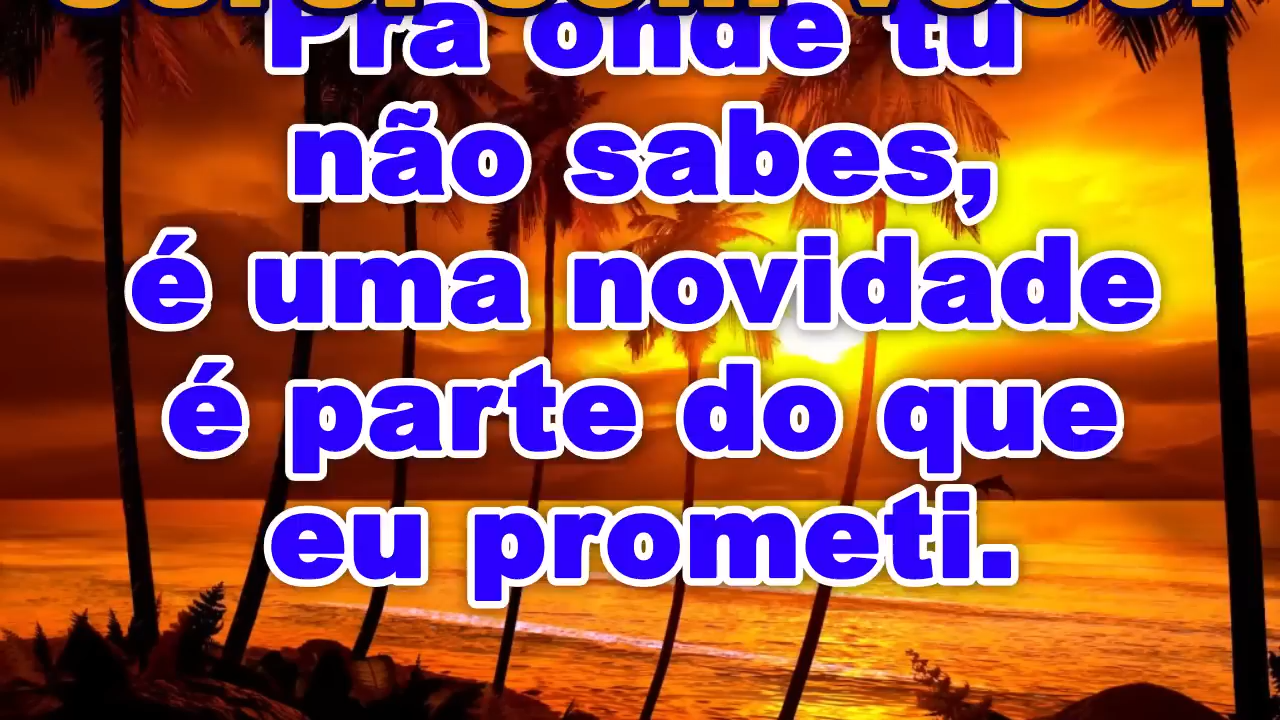 Pra onde tu
não sabes,
é uma novidade
é parte do que
eu prometi.